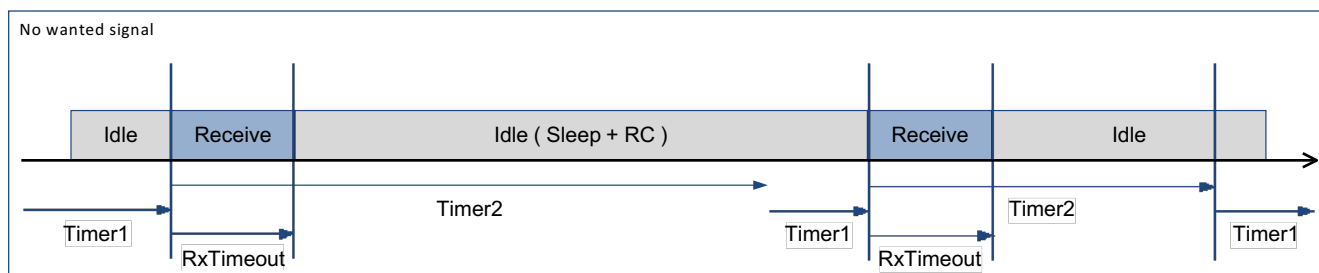 No wanted signal
Idle
Receive
Idle ( Sleep + RC )
Receive
Idle
Timer2
Timer2
Timer1
Timer1
Timer1
RxTimeout
RxTimeout